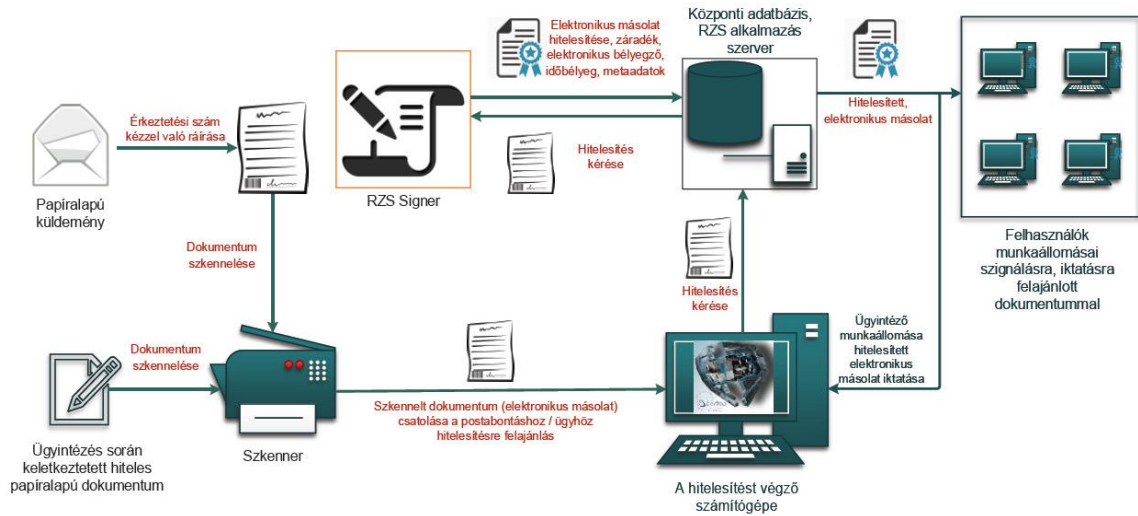 Elektronikus másolat
hitelesítése, záradék,
elektronikus bélyegző,
időbélyeg, metaadatok
Központi adatbázis,
RZS alkalmazás
szerver
Érkeztetési szám
kézzel való ráírása
Hitelesített,
elektronikus másolat
Hitelesítés
kérése
Papíralapú
küldemény
RZS Signer
Felhasználók
munkaállomásai
szignálásra, iktatásra
felajánlott
dokumentummal
Dokumentum
szkennelése
Hitelesítés
kérése
Dokumentum
szkennelése
Ügyintéző
munkaállomása
hitelesített
elektronikus
másolat iktatása
Szkennelt dokumentum (elektronikus másolat)
csatolása a postabontáshoz / ügyhöz
hitelesítésre felajánlás
Ügyintézés során
keletkeztetett hiteles
papíralapú dokumentum
Szkenner
A hitelesítést végző
számítógépe